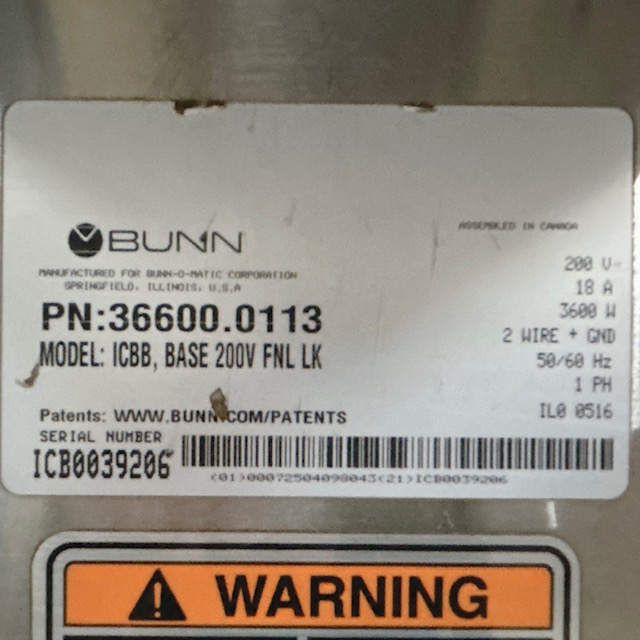 BUNN
ASSEMBLED IN CANADA
MANUFACTURED FOR BUNN-O-MATIC CORPORATION
SPRINGFIELD, ILLINOIS, U.S.A
PN:36600.0113
MODEL: ICBB, BASE 200V FNL LK
200 V~
18 A
3600 W
2 WIRE + GND
50/60 Hz
1 PH
IL0 0516
Patents: WWW.BUNN.COM/PATENTS
SERIAL NUMBER
ICB0039206
(01)00072504098043(21)ICB0039206
WARNING